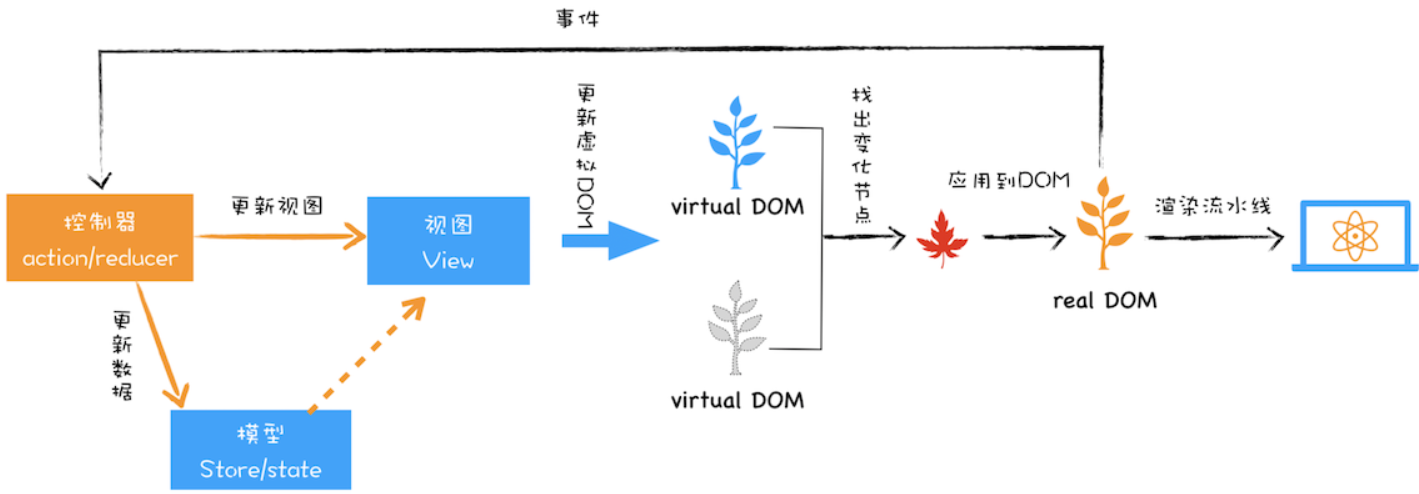 事件
更新虚拟DOM
找出变化节点
virtual DOM
应用到DOM
控制器
action/reducer
更新视图
视图
View
渲染流水线
real DOM
更新数据
virtual DOM
模型
Store/state